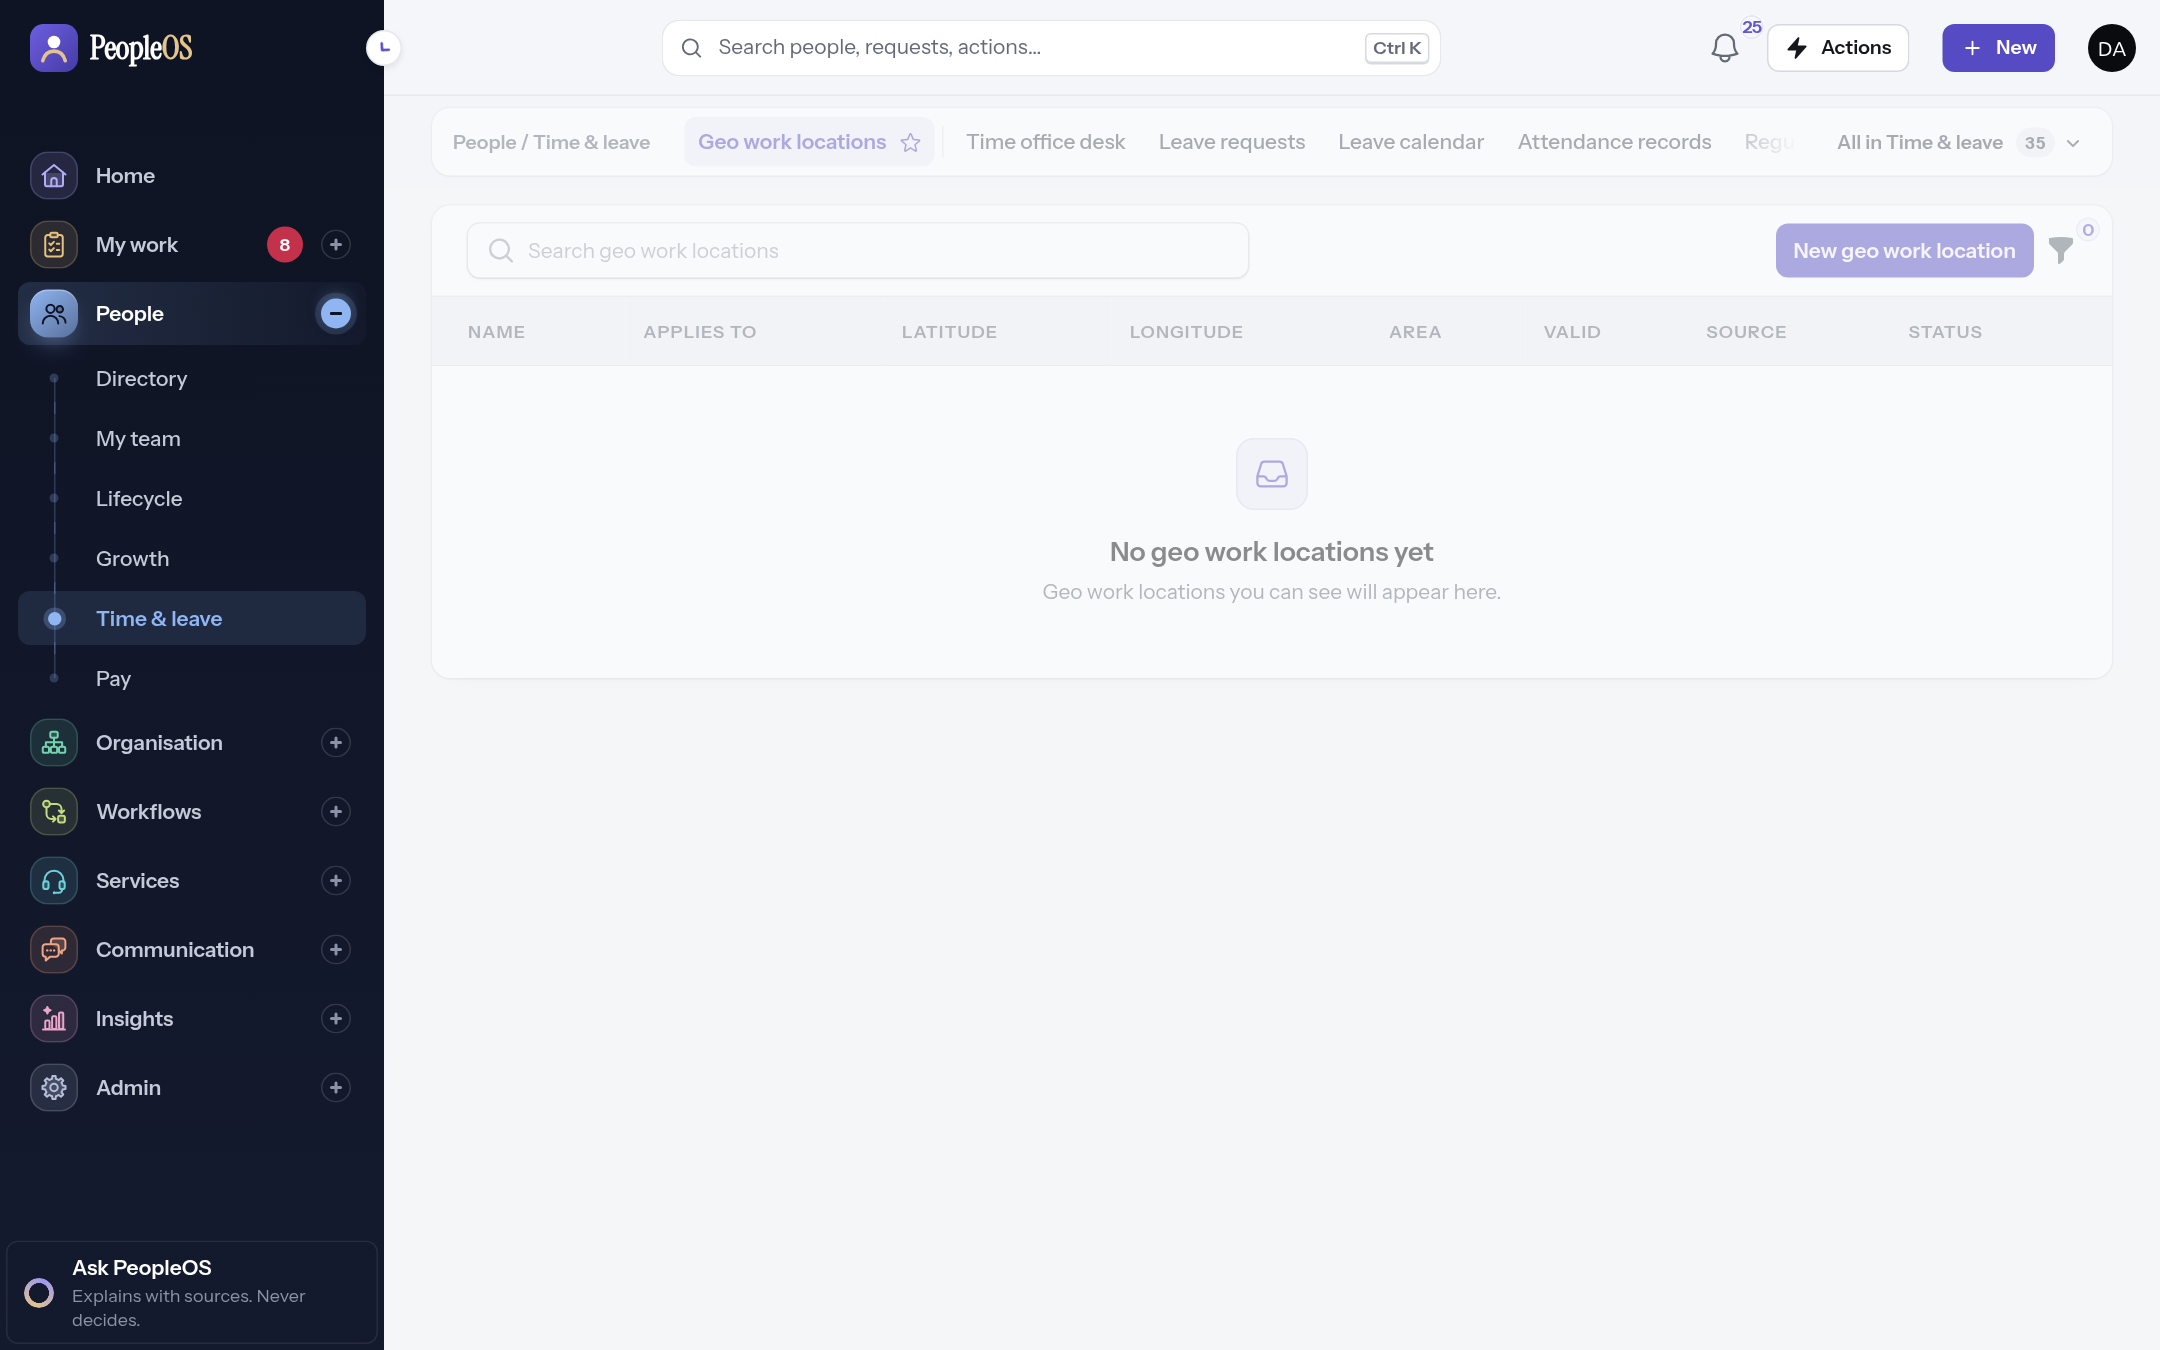 PeopleOS
Search people, requests, actions...
Ctrl K
25
Actions
New
DA
Home
My work
8
People
Directory
My team
Lifecycle
Growth
Time & leave
Pay
Organisation
Workflows
Services
Communication
Insights
Admin
Ask PeopleOS
Explains with sources. Never
decides.
People / Time & leave
Geo work locations
Time office desk
Leave requests
Leave calendar
Attendance records
Regu
All in Time & leave
35
Search geo work locations
New geo work location
0
NAME
APPLIES TO
LATITUDE
LONGITUDE
AREA
VALID
SOURCE
STATUS
No geo work locations yet
Geo work locations you can see will appear here.